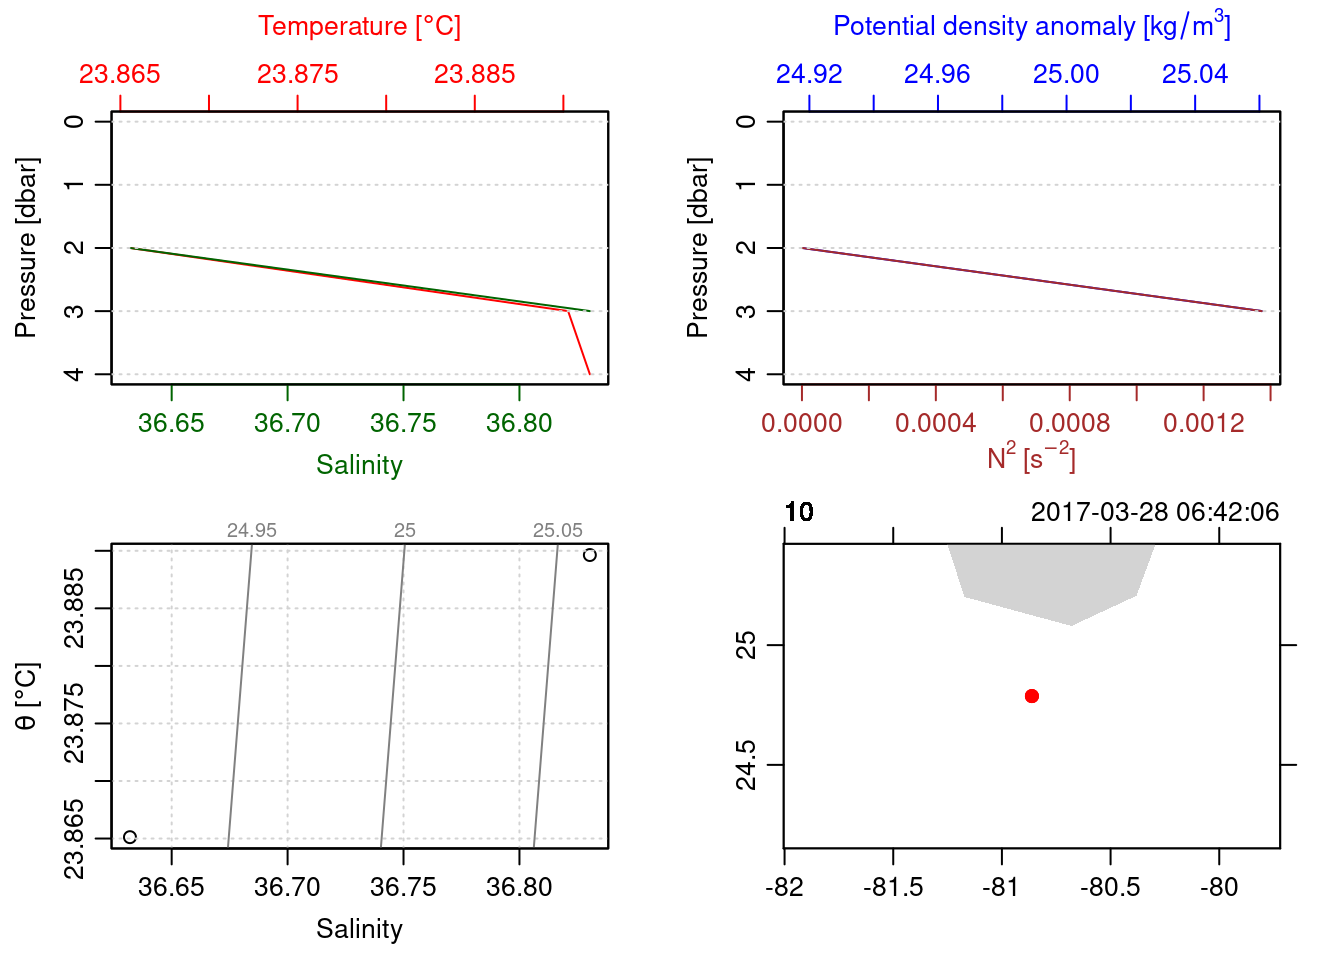 Temperature [°C]
23.865 23.875 23.885
Pressure [dbar]
0
1
2
3
4
36.65 36.70 36.75 36.80
Salinity
Potential density anomaly [kg/m³]
24.92 24.96 25.00 25.04
Pressure [dbar]
0
1
2
3
4
0.0000 0.0004 0.0008 0.0012
N² [s⁻²]
24.95 25 25.05
θ [°C]
23.885
23.875
23.865
36.65 36.70 36.75 36.80
Salinity
10 2017-03-28 06:42:06
25
24.5
-82 -81.5 -81 -80.5 -80